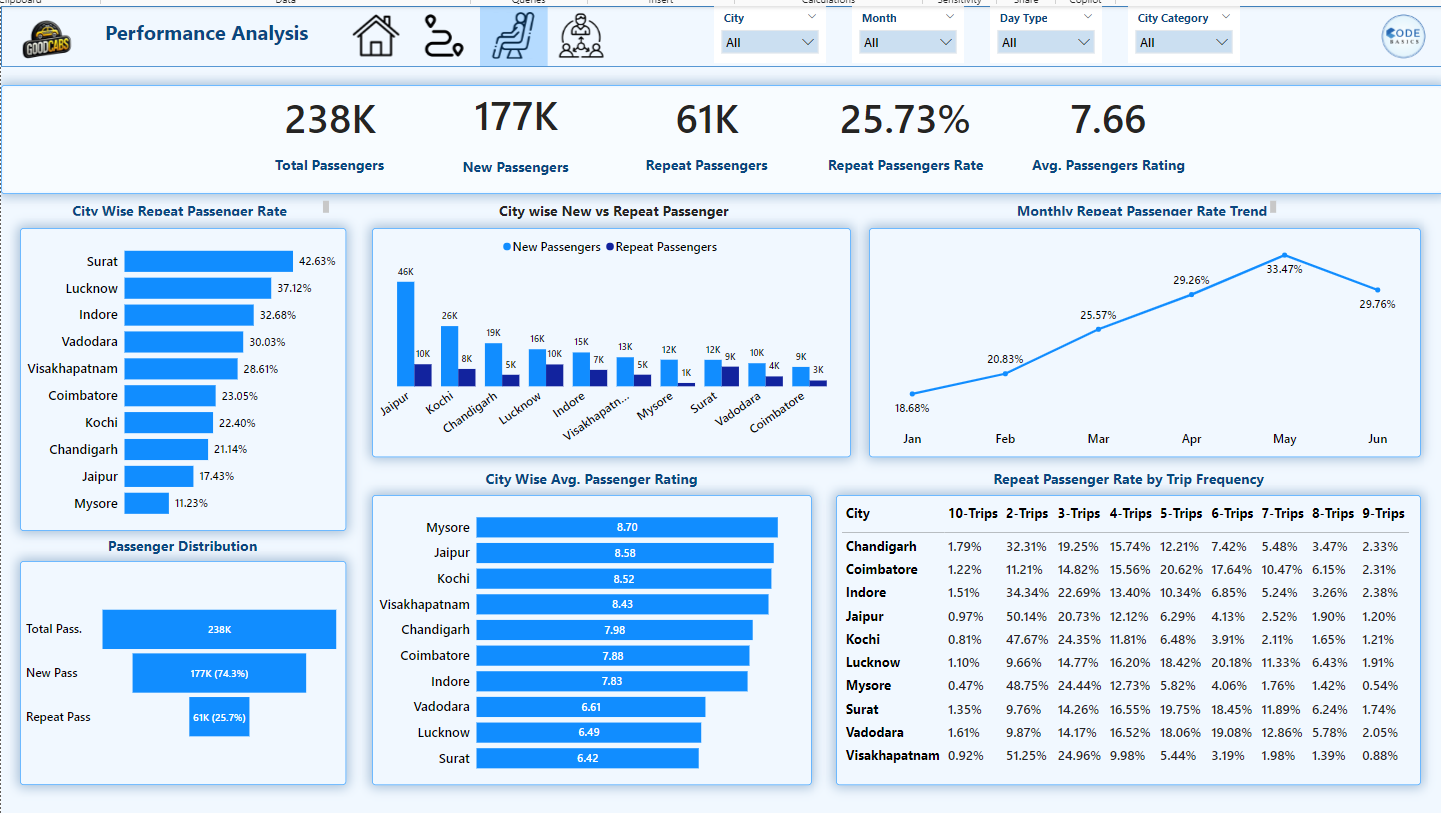 Clipboard
Data
Queries
Insert
Calculations
Sensitivity
Share
Copilot
GOODCABS
Performance Analysis
City
All
Month
All
Day Type
All
City Category
All
CODE
BASICS
238K
Total Passengers
177K
New Passengers
61K
Repeat Passengers
25.73%
Repeat Passengers Rate
7.66
Avg. Passengers Rating
City Wise Repeat Passenger Rate
Surat 42.63%
Lucknow 37.12%
Indore 32.68%
Vadodara 30.03%
Visakhapatnam 28.61%
Coimbatore 23.05%
Kochi 22.40%
Chandigarh 21.14%
Jaipur 17.43%
Mysore 11.23%
City wise New vs Repeat Passenger
New Passengers Repeat Passengers
46K 10K
26K 8K
19K 5K
16K 10K
15K 7K
13K 5K
12K 1K
12K 9K
10K 4K
9K 3K
Jaipur Kochi Chandigarh Lucknow Indore Visakhapatn... Mysore Surat Vadodara Coimbatore
Monthly Repeat Passenger Rate Trend
18.68%
20.83%
25.57%
29.26%
33.47%
29.76%
Jan Feb Mar Apr May Jun
Passenger Distribution
Total Pass. 238K
New Pass 177K (74.3%)
Repeat Pass 61K (25.7%)
City Wise Avg. Passenger Rating
Mysore 8.70
Jaipur 8.58
Kochi 8.52
Visakhapatnam 8.43
Chandigarh 7.98
Coimbatore 7.88
Indore 7.83
Vadodara 6.61
Lucknow 6.49
Surat 6.42
Repeat Passenger Rate by Trip Frequency
City 10-Trips 2-Trips 3-Trips 4-Trips 5-Trips 6-Trips 7-Trips 8-Trips 9-Trips
Chandigarh 1.79% 32.31% 19.25% 15.74% 12.21% 7.42% 5.48% 3.47% 2.33%
Coimbatore 1.22% 11.21% 14.82% 15.56% 20.62% 17.64% 10.47% 6.15% 2.31%
Indore 1.51% 34.34% 22.69% 13.40% 10.34% 6.85% 5.24% 3.26% 2.38%
Jaipur 0.97% 50.14% 20.73% 12.12% 6.29% 4.13% 2.52% 1.90% 1.20%
Kochi 0.81% 47.67% 24.35% 11.81% 6.48% 3.91% 2.11% 1.65% 1.21%
Lucknow 1.10% 9.66% 14.77% 16.20% 18.42% 20.18% 11.33% 6.43% 1.91%
Mysore 0.47% 48.75% 24.44% 12.73% 5.82% 4.06% 1.76% 1.42% 0.54%
Surat 1.35% 9.76% 14.26% 16.55% 19.75% 18.45% 11.89% 6.24% 1.74%
Vadodara 1.61% 9.87% 14.17% 16.52% 18.06% 19.08% 12.86% 5.78% 2.05%
Visakhapatnam 0.92% 51.25% 24.96% 9.98% 5.44% 3.19% 1.98% 1.39% 0.88%